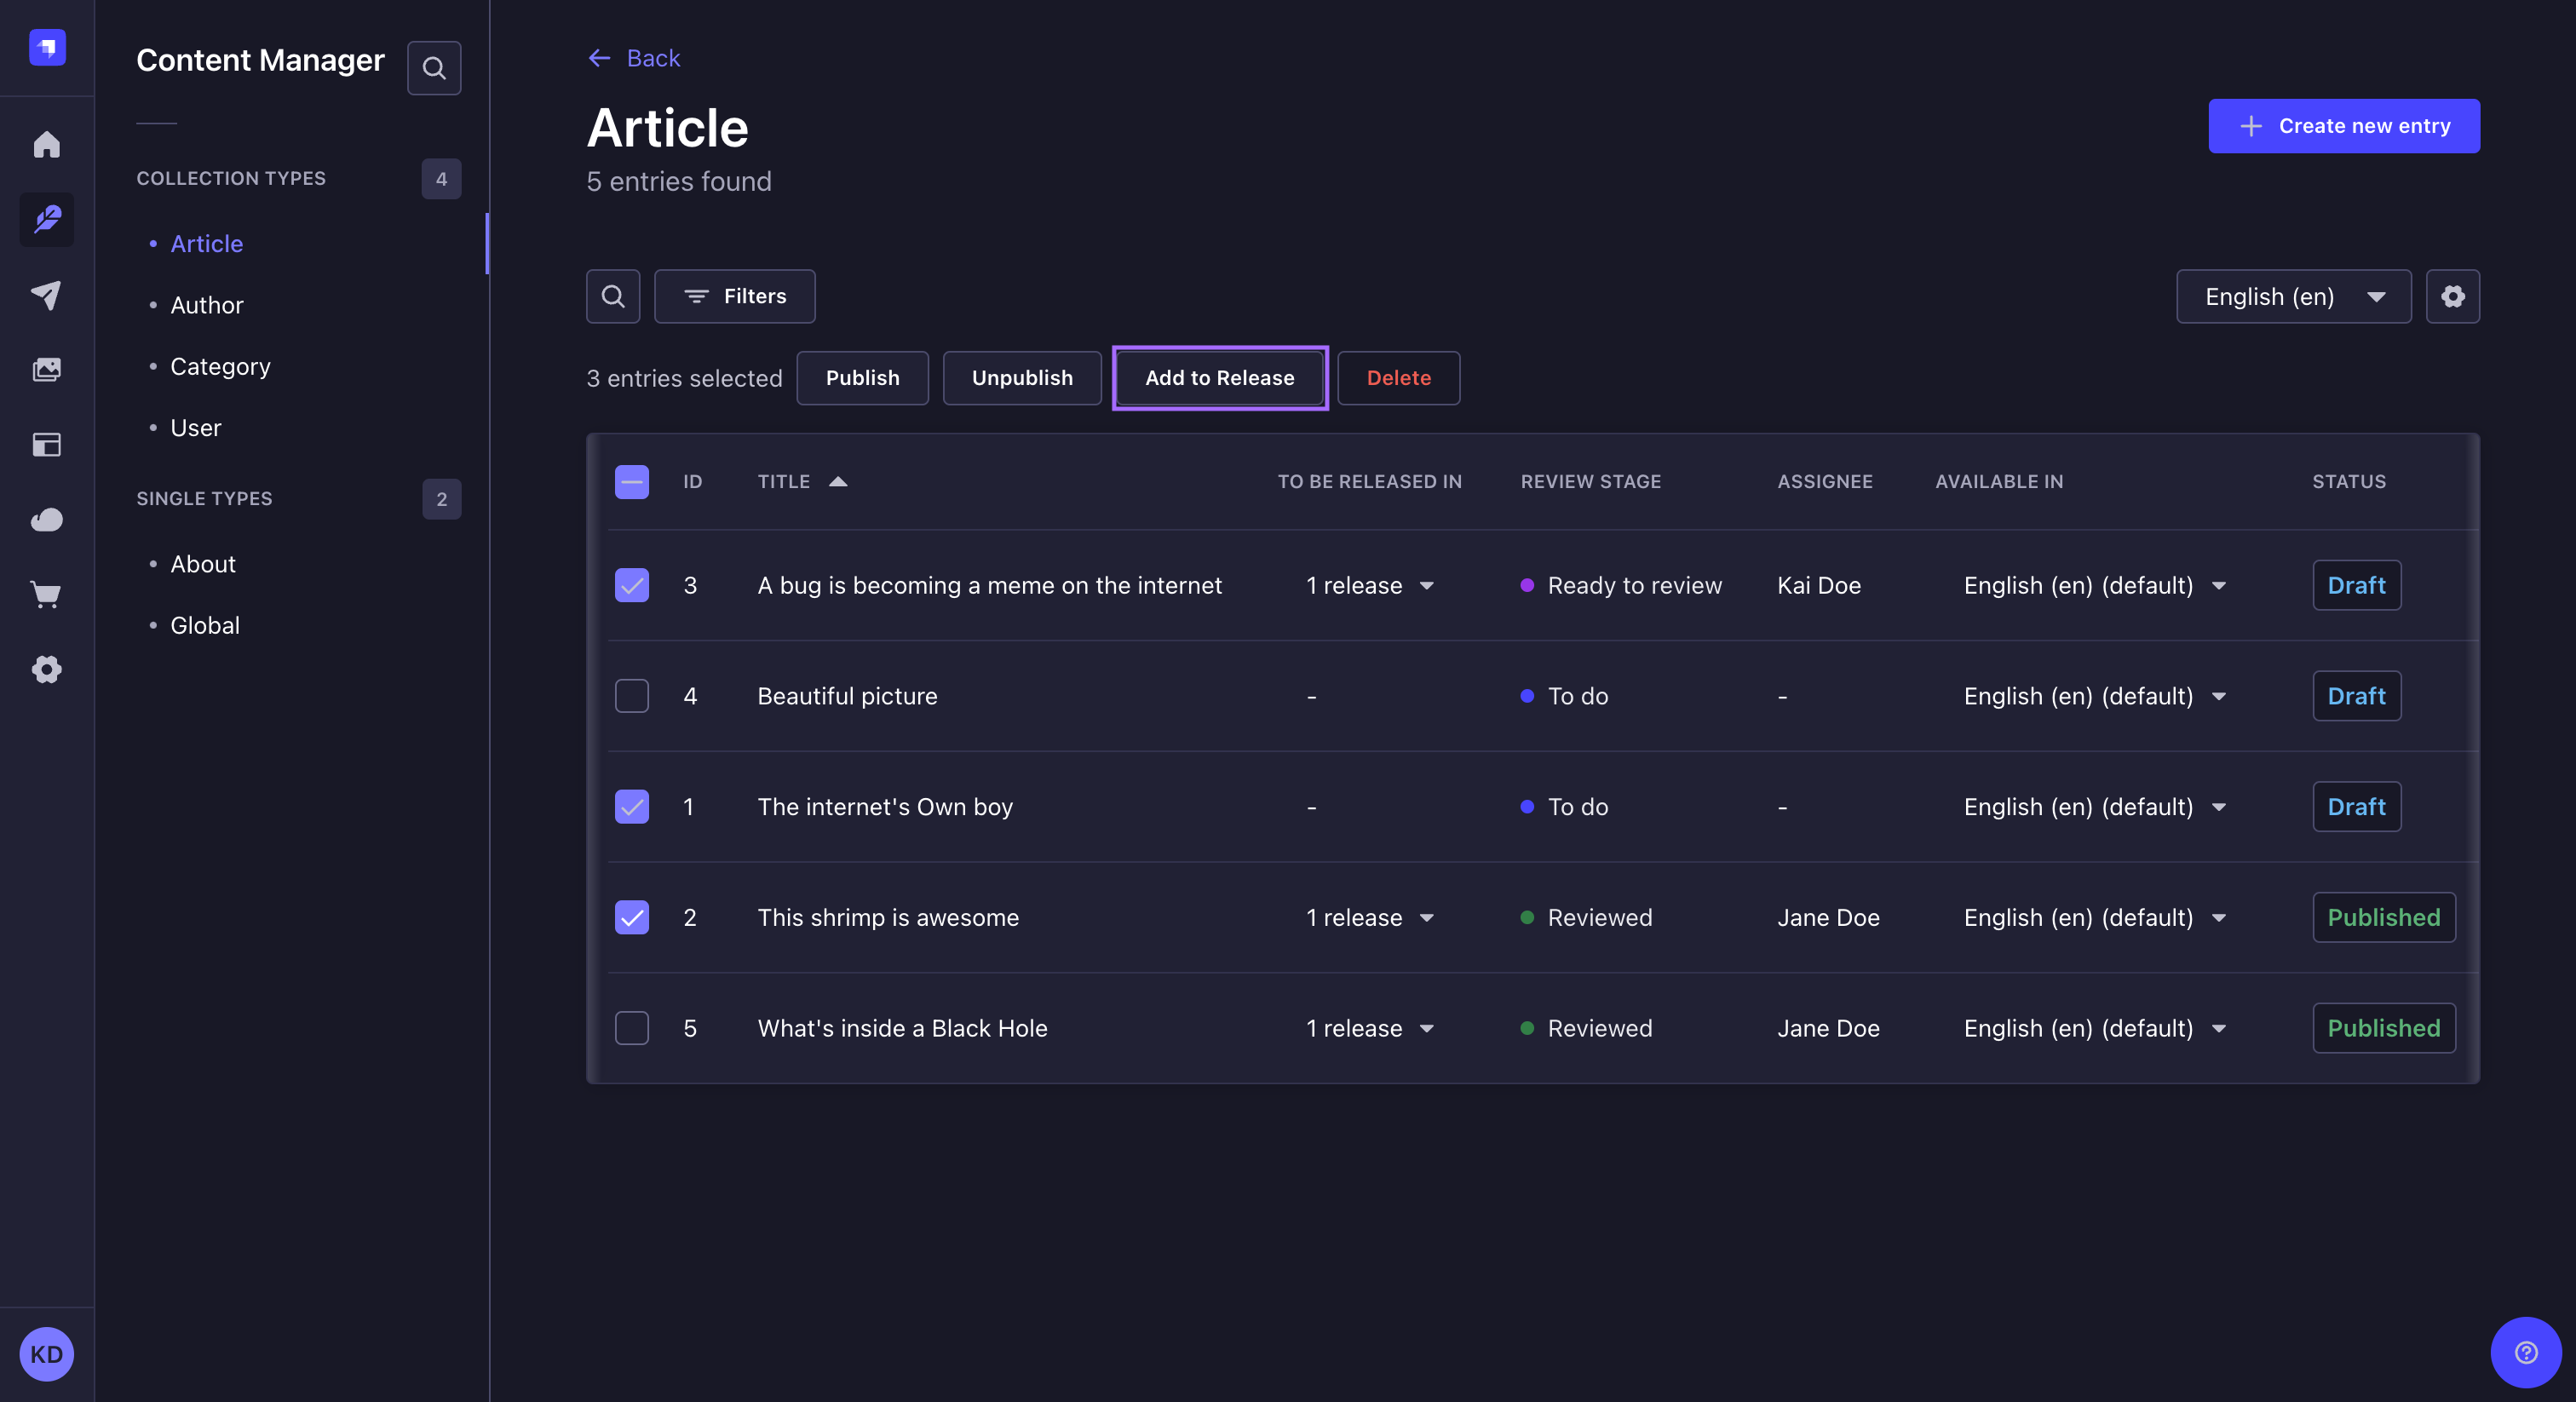 Content Manager
COLLECTION TYPES 4
Article
Author
Category
User
SINGLE TYPES 2
About
Global
KD
Back
Article
5 entries found
Create new entry
Filters
English (en)
3 entries selected Publish Unpublish Add to Release Delete
ID TITLE TO BE RELEASED IN REVIEW STAGE ASSIGNEE AVAILABLE IN STATUS
3 A bug is becoming a meme on the internet 1 release Ready to review Kai Doe English (en) (default) Draft
4 Beautiful picture - To do - English (en) (default) Draft
1 The internet's Own boy - To do - English (en) (default) Draft
2 This shrimp is awesome 1 release Reviewed Jane Doe English (en) (default) Published
5 What's inside a Black Hole 1 release Reviewed Jane Doe English (en) (default) Published